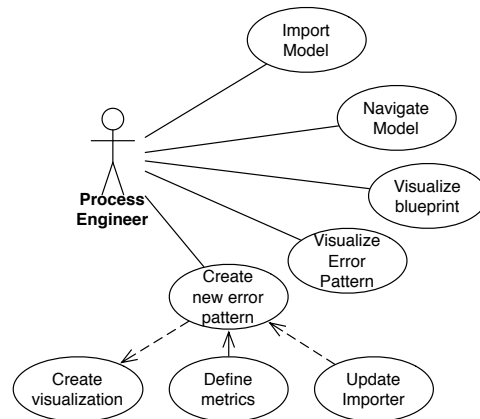 Import
Model
Navigate
Model
Process
Engineer
Visualize
blueprint
Visualize
Error
Pattern
Create
new error
pattern
Create
visualization
Define
metrics
Update
Importer